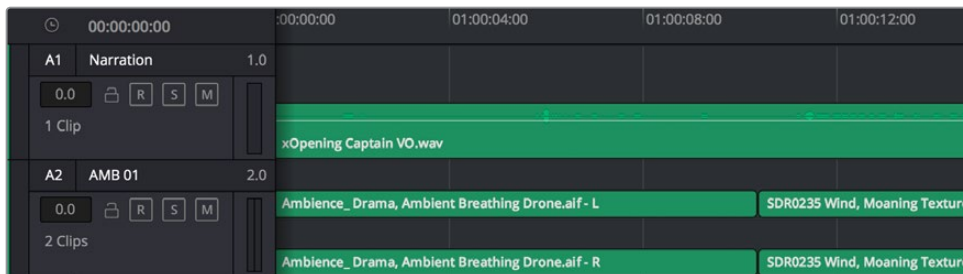 00:00:00:00 :00:00:00 01:00:04:00 01:00:08:00 01:00:12:00
A1 Narration 1.0
0.0 R S M
1 Clip
xOpening Captain VO.wav
A2 AMB 01 2.0
Ambience_ Drama, Ambient Breathing Drone.aif - L SDR0235 Wind, Moaning Textur
0.0 R S M
2 Clips
Ambience_ Drama, Ambient Breathing Drone.aif - R SDR0235 Wind, Moaning Textur